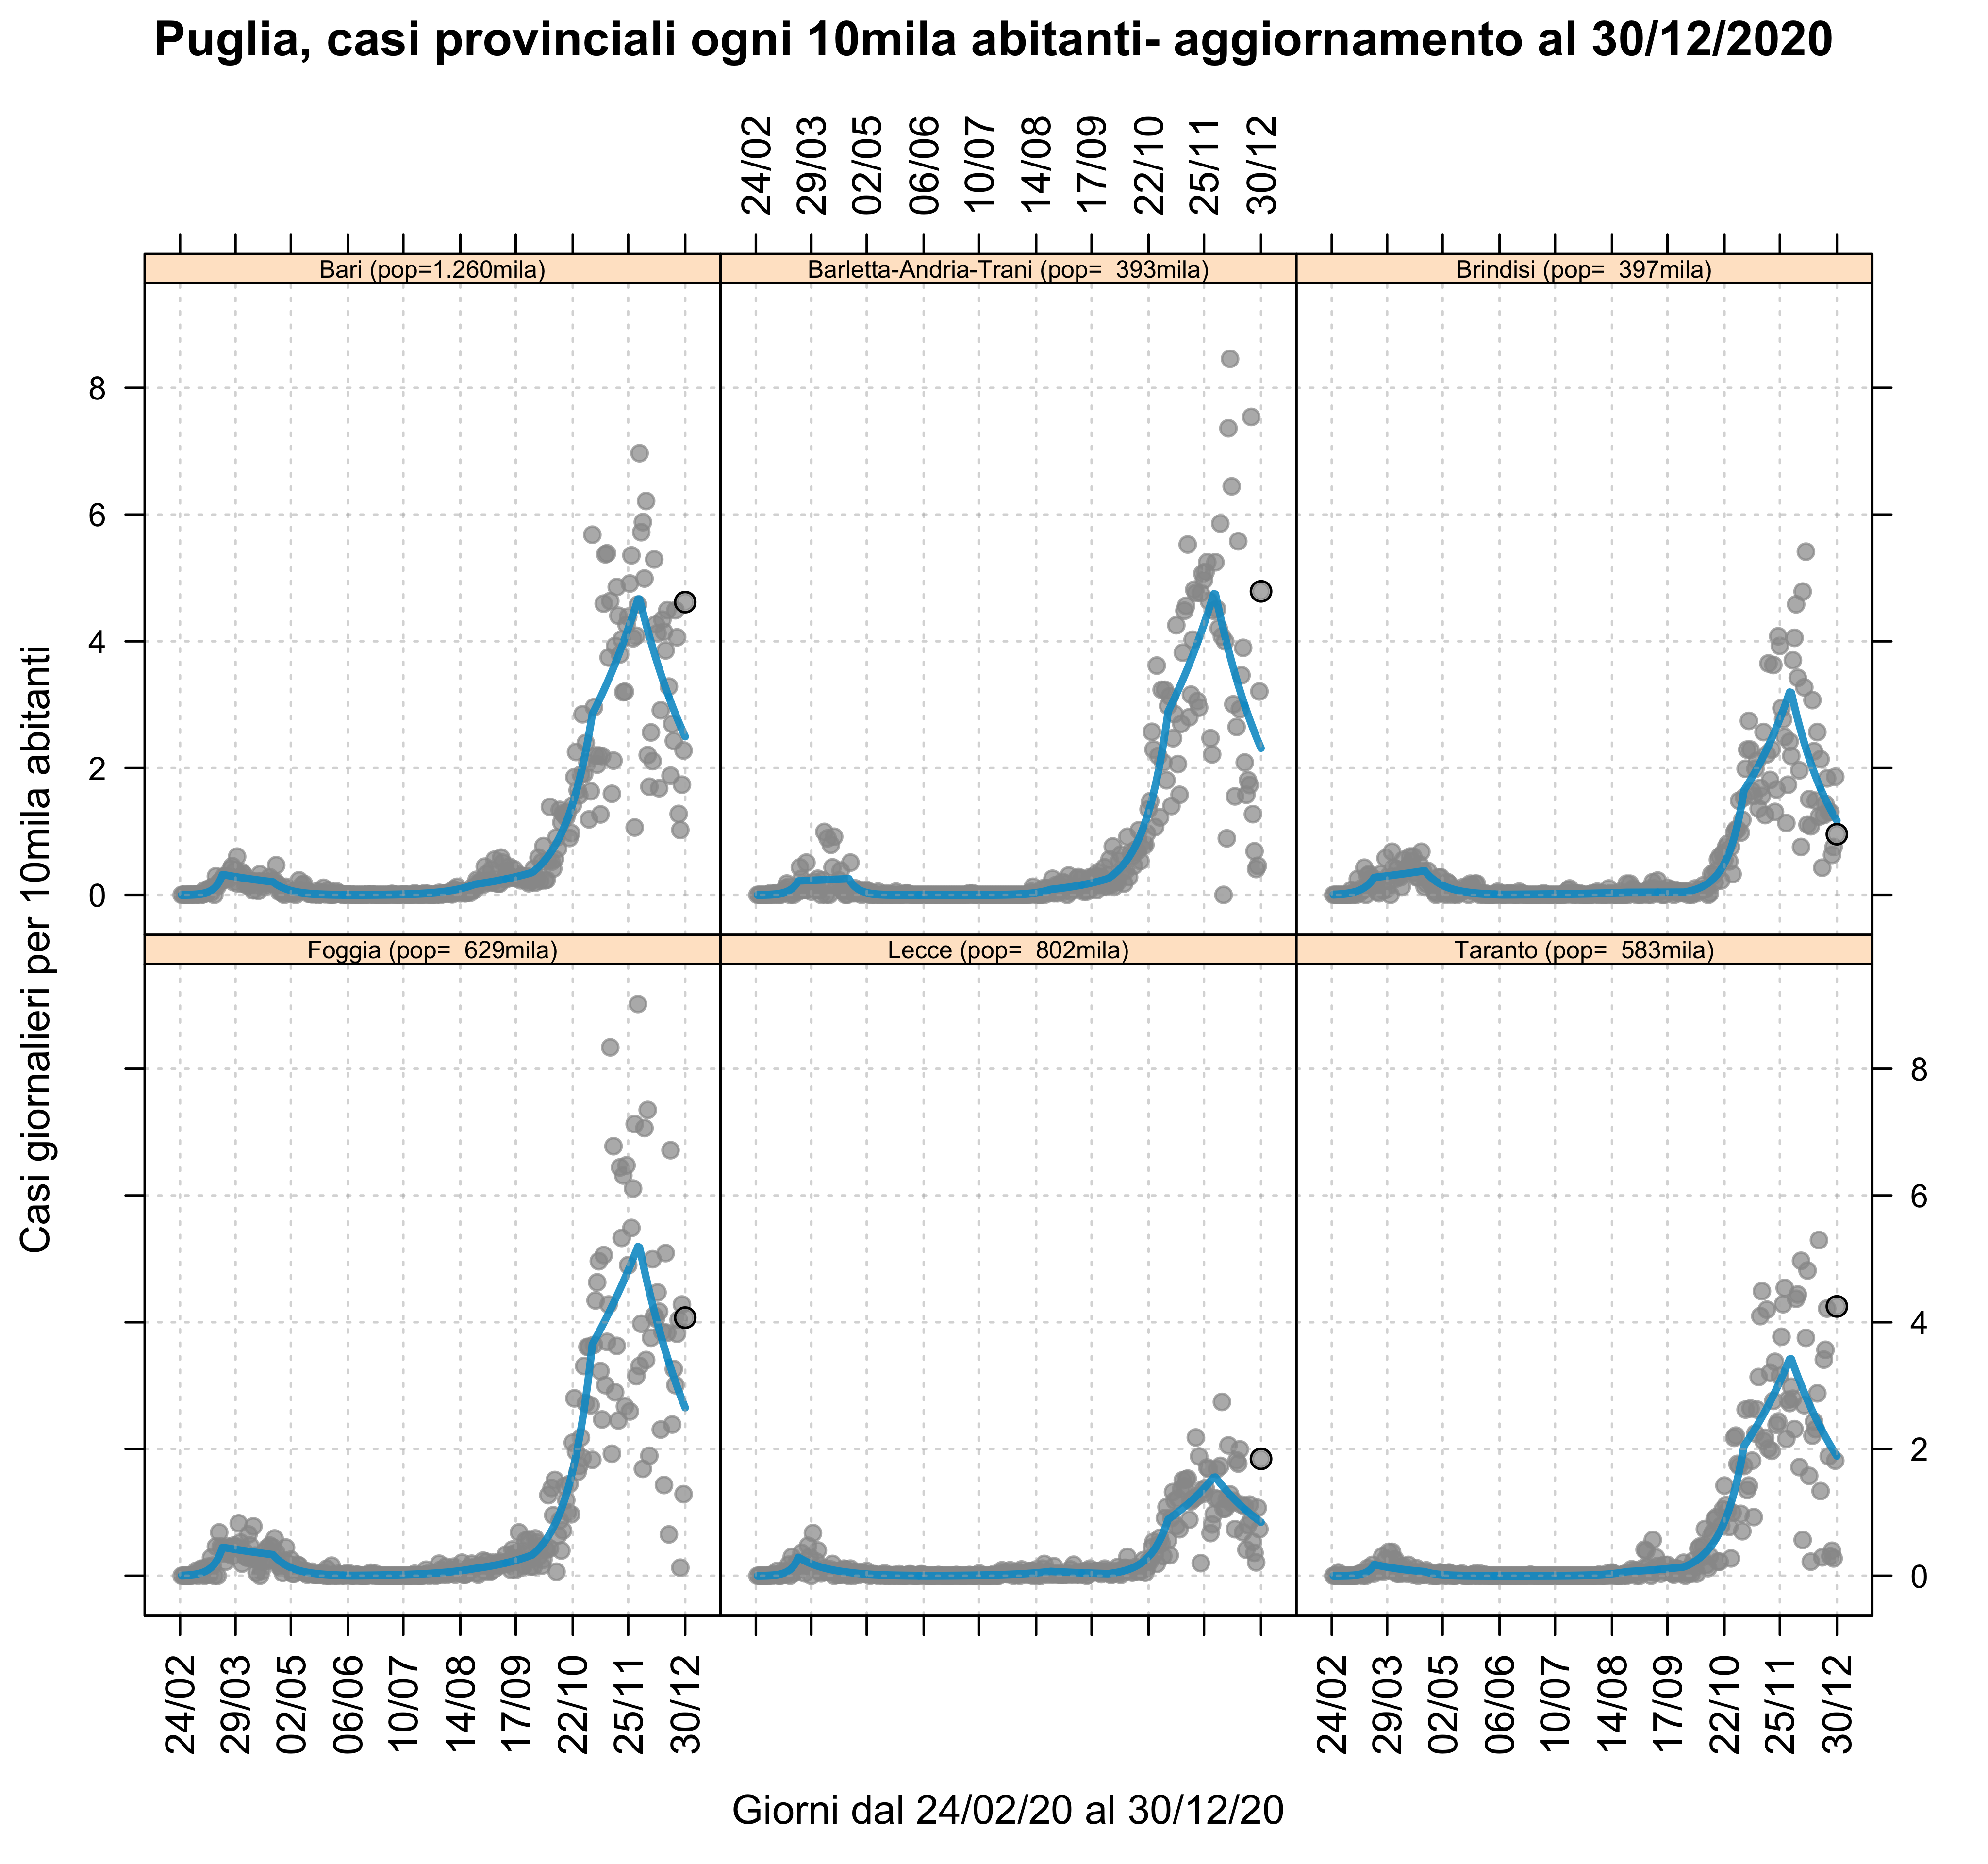 Puglia, casi provinciali ogni 10mila abitanti- aggiornamento al 30/12/2020
24/02 29/03 02/05 06/06 10/07 14/08 17/09 22/10 25/11 30/12
Bari (pop=1.260mila)
Barletta-Andria-Trani (pop=  393mila)
Brindisi (pop=  397mila)
8
6
4
2
0
Casi giornalieri per 10mila abitanti
Foggia (pop=  629mila)
Lecce (pop=  802mila)
Taranto (pop=  583mila)
8
6
4
2
0
24/02 29/03 02/05 06/06 10/07 14/08 17/09 22/10 25/11 30/12
24/02 29/03 02/05 06/06 10/07 14/08 17/09 22/10 25/11 30/12
Giorni dal 24/02/20 al 30/12/20